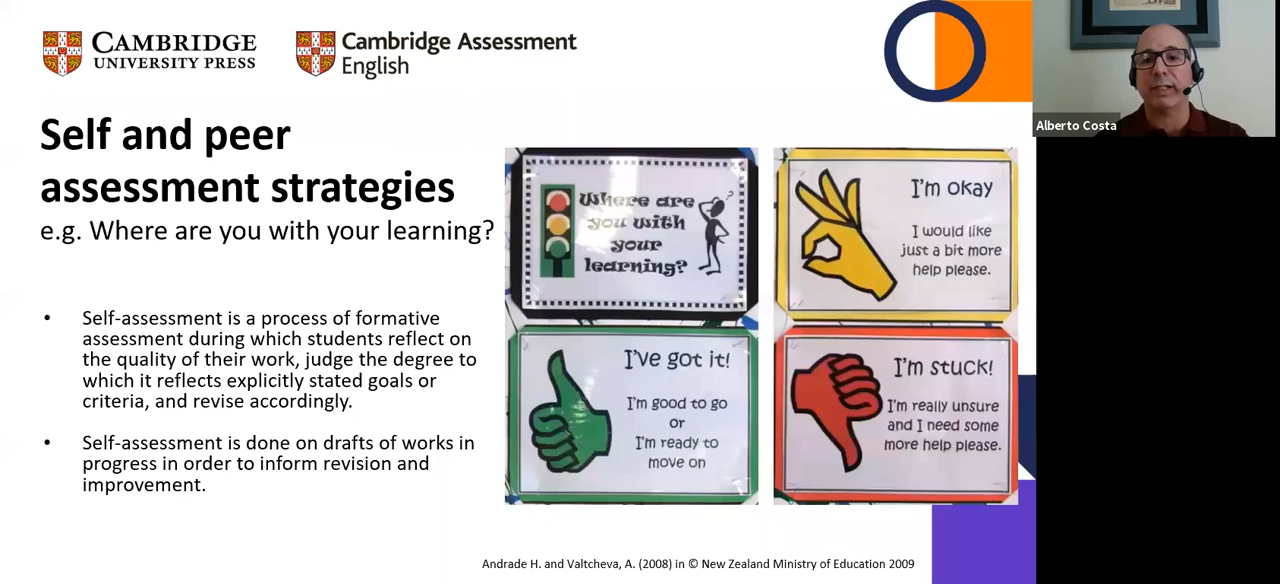 CAMBRIDGE
UNIVERSITY PRESS
Cambridge Assessment
English
Alberto Costa
Self and peer
assessment strategies
e.g. Where are you with your learning?
• Self-assessment is a process of formative
assessment during which students reflect on
the quality of their work, judge the degree to
which it reflects explicitly stated goals or
criteria, and revise accordingly.
• Self-assessment is done on drafts of works in
progress in order to inform revision and
improvement.
Where are
you with
your
learning?
?
I'm okay
I would like
just a bit more
help please.
I've got it!
I'm good to go
or
I'm ready to
move on
I'm stuck!
I'm really unsure
and I need some
more help please.
Andrade H. and Valtcheva, A. (2008) in © New Zealand Ministry of Education 2009